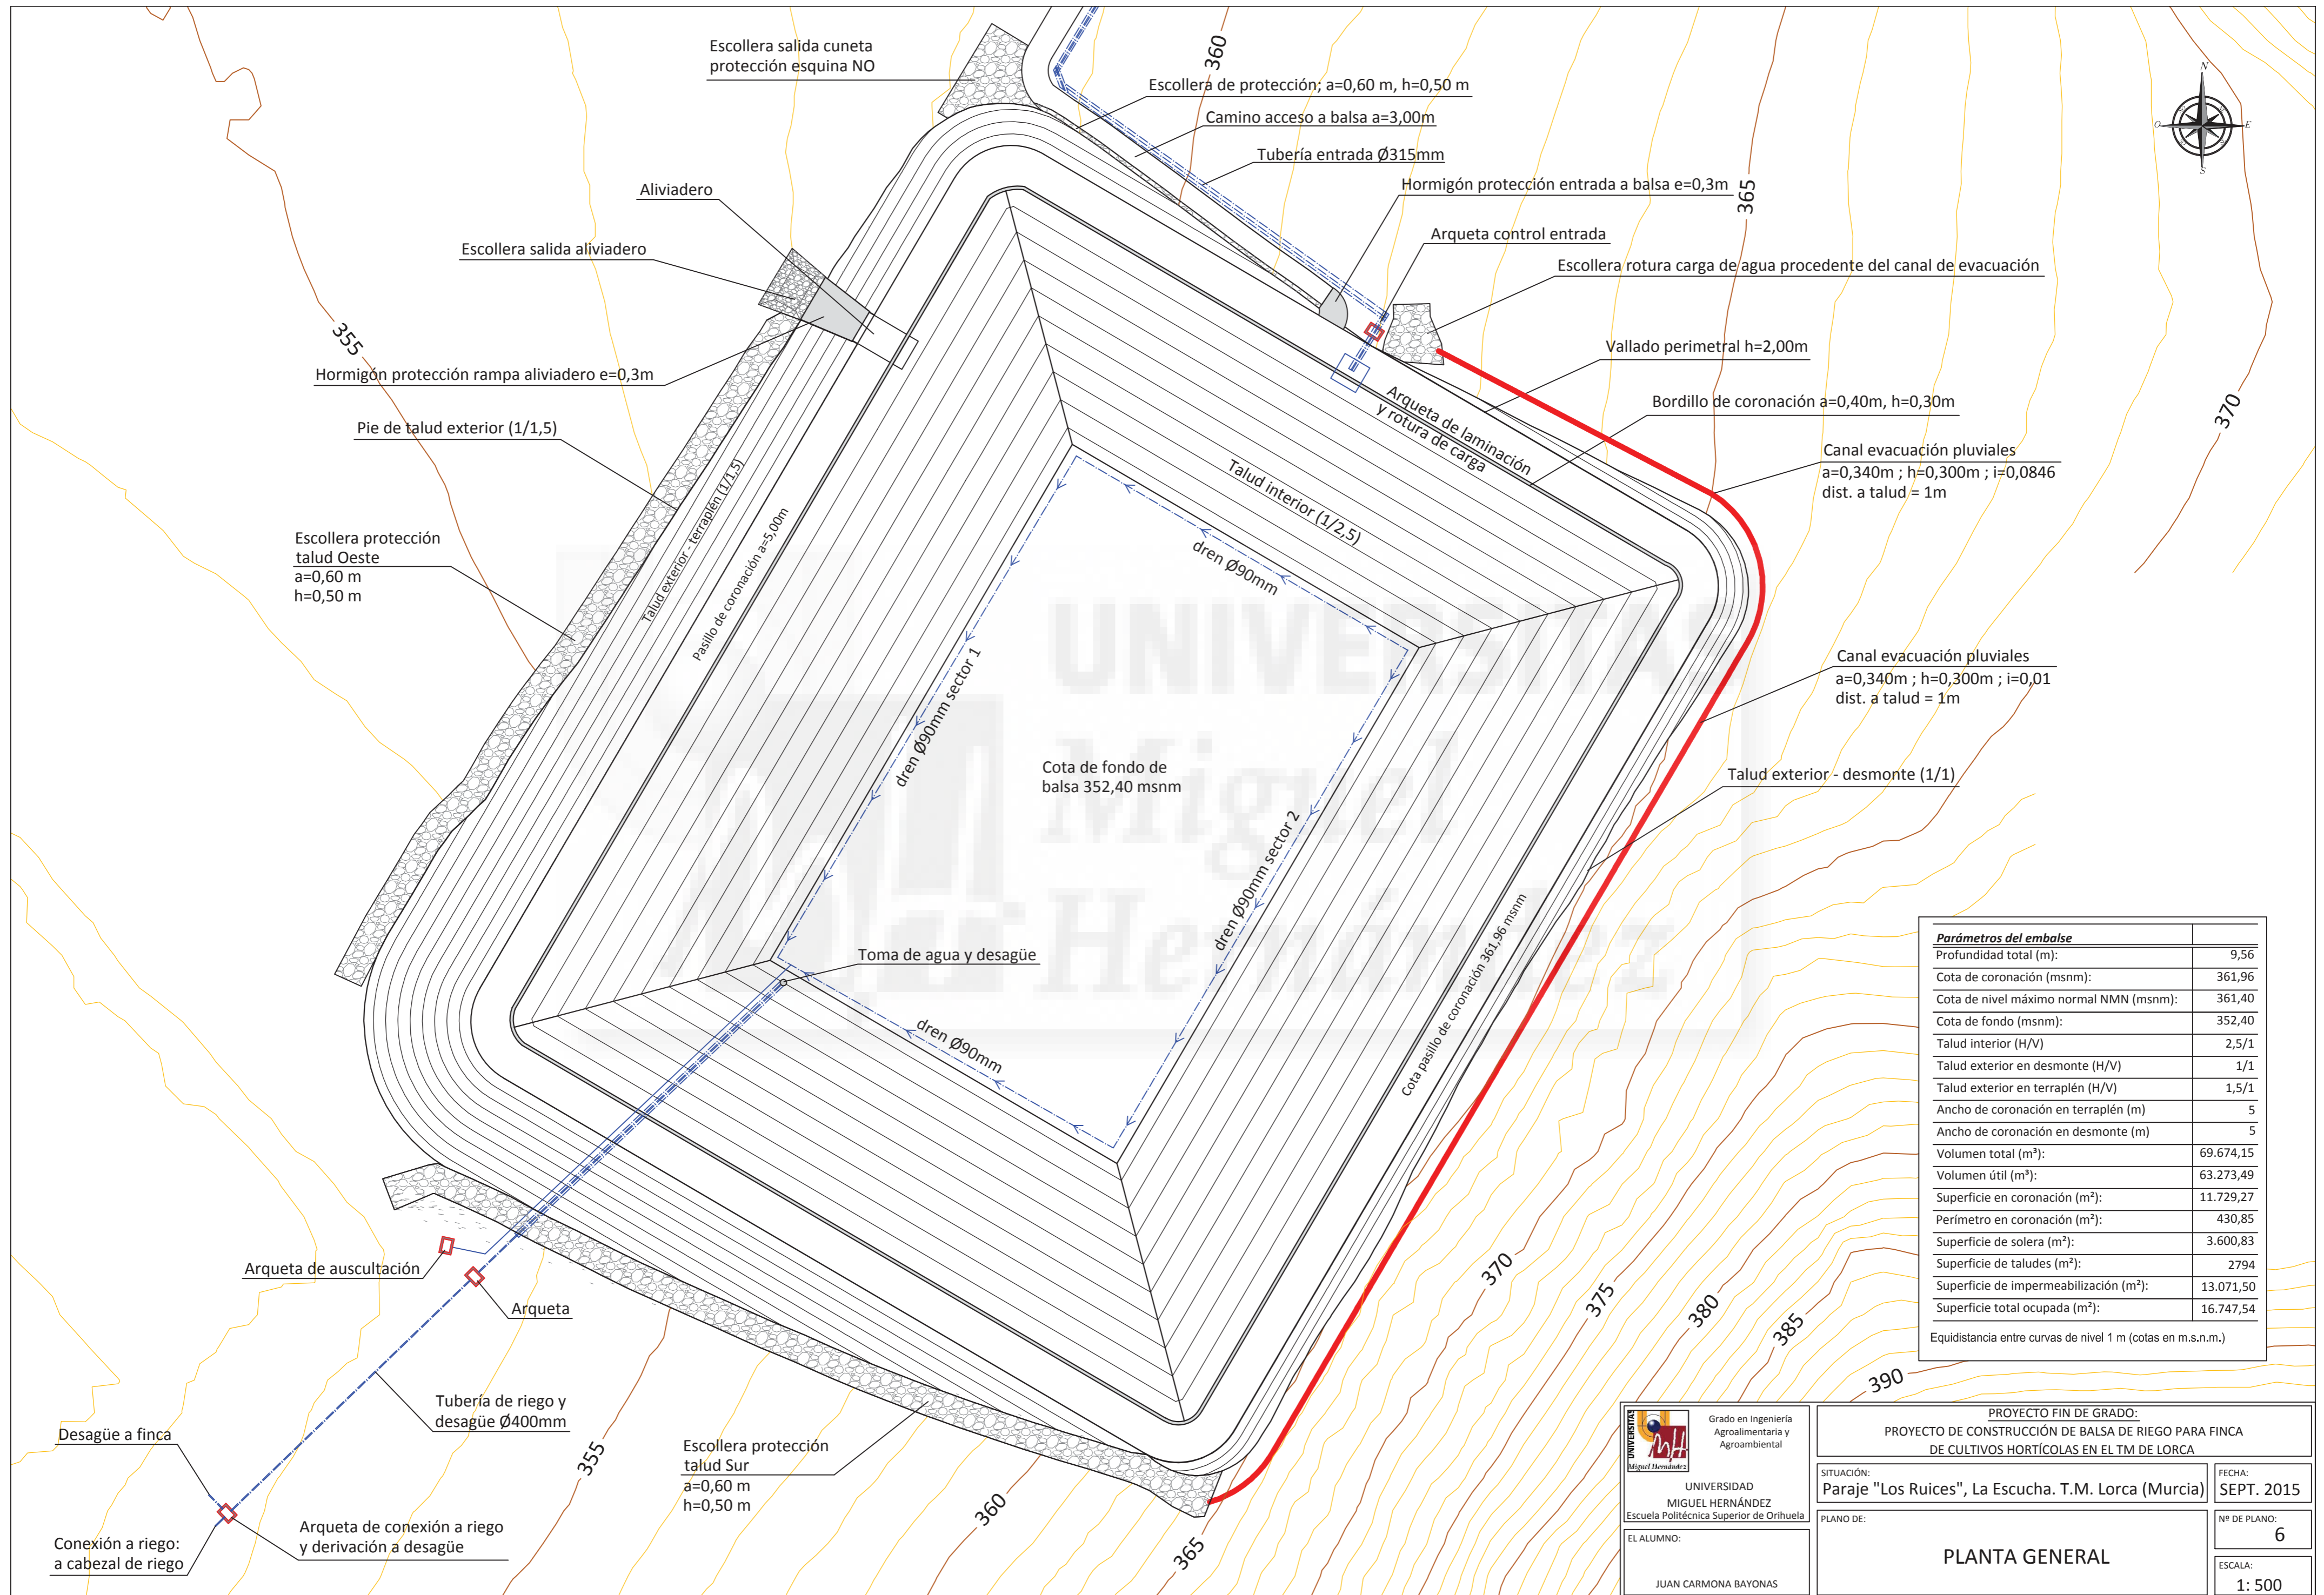 Escollera salida cuneta
protección esquina NO
360
Escollera de protección; a=0,60 m, h=0,50 m
Camino acceso a balsa a=3,00m
Tubería entrada Ø315mm
Hormigón protección entrada a balsa e=0,3m
365
Arqueta control entrada
Escollera rotura carga de agua procedente del canal de evacuación
N
O
E
S
Aliviadero
Escollera salida aliviadero
355
Hormigón protección rampa aliviadero e=0,3m
Vallado perimetral h=2,00m
Bordillo de coronación a=0,40m, h=0,30m
370
Pie de talud exterior (1/1,5)
Arqueta de laminación
y rotura de carga
Canal evacuación pluviales
a=0,340m ; h=0,300m ; i=0,0846
dist. a talud = 1m
Talud interior (1/2,5)
Talud exterior - terraplén (1/1,5)
Pasillo de coronación a=5,00m
Escollera protección
talud Oeste
a=0,60 m
h=0,50 m
dren Ø90mm
UNIVERSITAS
Miguel
Hernández
dren Ø90mm sector 1
Canal evacuación pluviales
a=0,340m ; h=0,300m ; i=0,01
dist. a talud = 1m
Cota de fondo de
balsa 352,40 msnm
Talud exterior - desmonte (1/1)
dren Ø90mm sector 2
Toma de agua y desagüe
Cota pasillo de coronación 361,96 msnm
dren Ø90mm
Parámetros del embalse
Profundidad total (m): 9,56
Cota de coronación (msnm): 361,96
Cota de nivel máximo normal NMN (msnm): 361,40
Cota de fondo (msnm): 352,40
Talud interior (H/V) 2,5/1
Talud exterior en desmonte (H/V) 1/1
Talud exterior en terraplén (H/V) 1,5/1
Ancho de coronación en terraplén (m) 5
Ancho de coronación en desmonte (m) 5
Volumen total (m³): 69.674,15
Volumen útil (m³): 63.273,49
Superficie en coronación (m²): 11.729,27
Perímetro en coronación (m²): 430,85
Superficie de solera (m²): 3.600,83
Superficie de taludes (m²): 2794
Superficie de impermeabilización (m²): 13.071,50
Superficie total ocupada (m²): 16.747,54
Equidistancia entre curvas de nivel 1 m (cotas en m.s.n.m.)
Arqueta de auscultación
Arqueta
370
375
380
385
390
Tubería de riego y
desagüe Ø400mm
Desagüe a finca
355
Escollera protección
talud Sur
a=0,60 m
h=0,50 m
360
365
Conexión a riego:
a cabezal de riego
Arqueta de conexión a riego
y derivación a desagüe
UNIVERSITAS
Miguel Hernández
Grado en Ingeniería
Agroalimentaria y
Agroambiental
UNIVERSIDAD
MIGUEL HERNÁNDEZ
Escuela Politécnica Superior de Orihuela
EL ALUMNO:
JUAN CARMONA BAYONAS
PROYECTO FIN DE GRADO:
PROYECTO DE CONSTRUCCIÓN DE BALSA DE RIEGO PARA FINCA
DE CULTIVOS HORTÍCOLAS EN EL TM DE LORCA
SITUACIÓN:
Paraje "Los Ruices", La Escucha. T.M. Lorca (Murcia)
FECHA:
SEPT. 2015
PLANO DE:
PLANTA GENERAL
Nº DE PLANO:
6
ESCALA:
1: 500